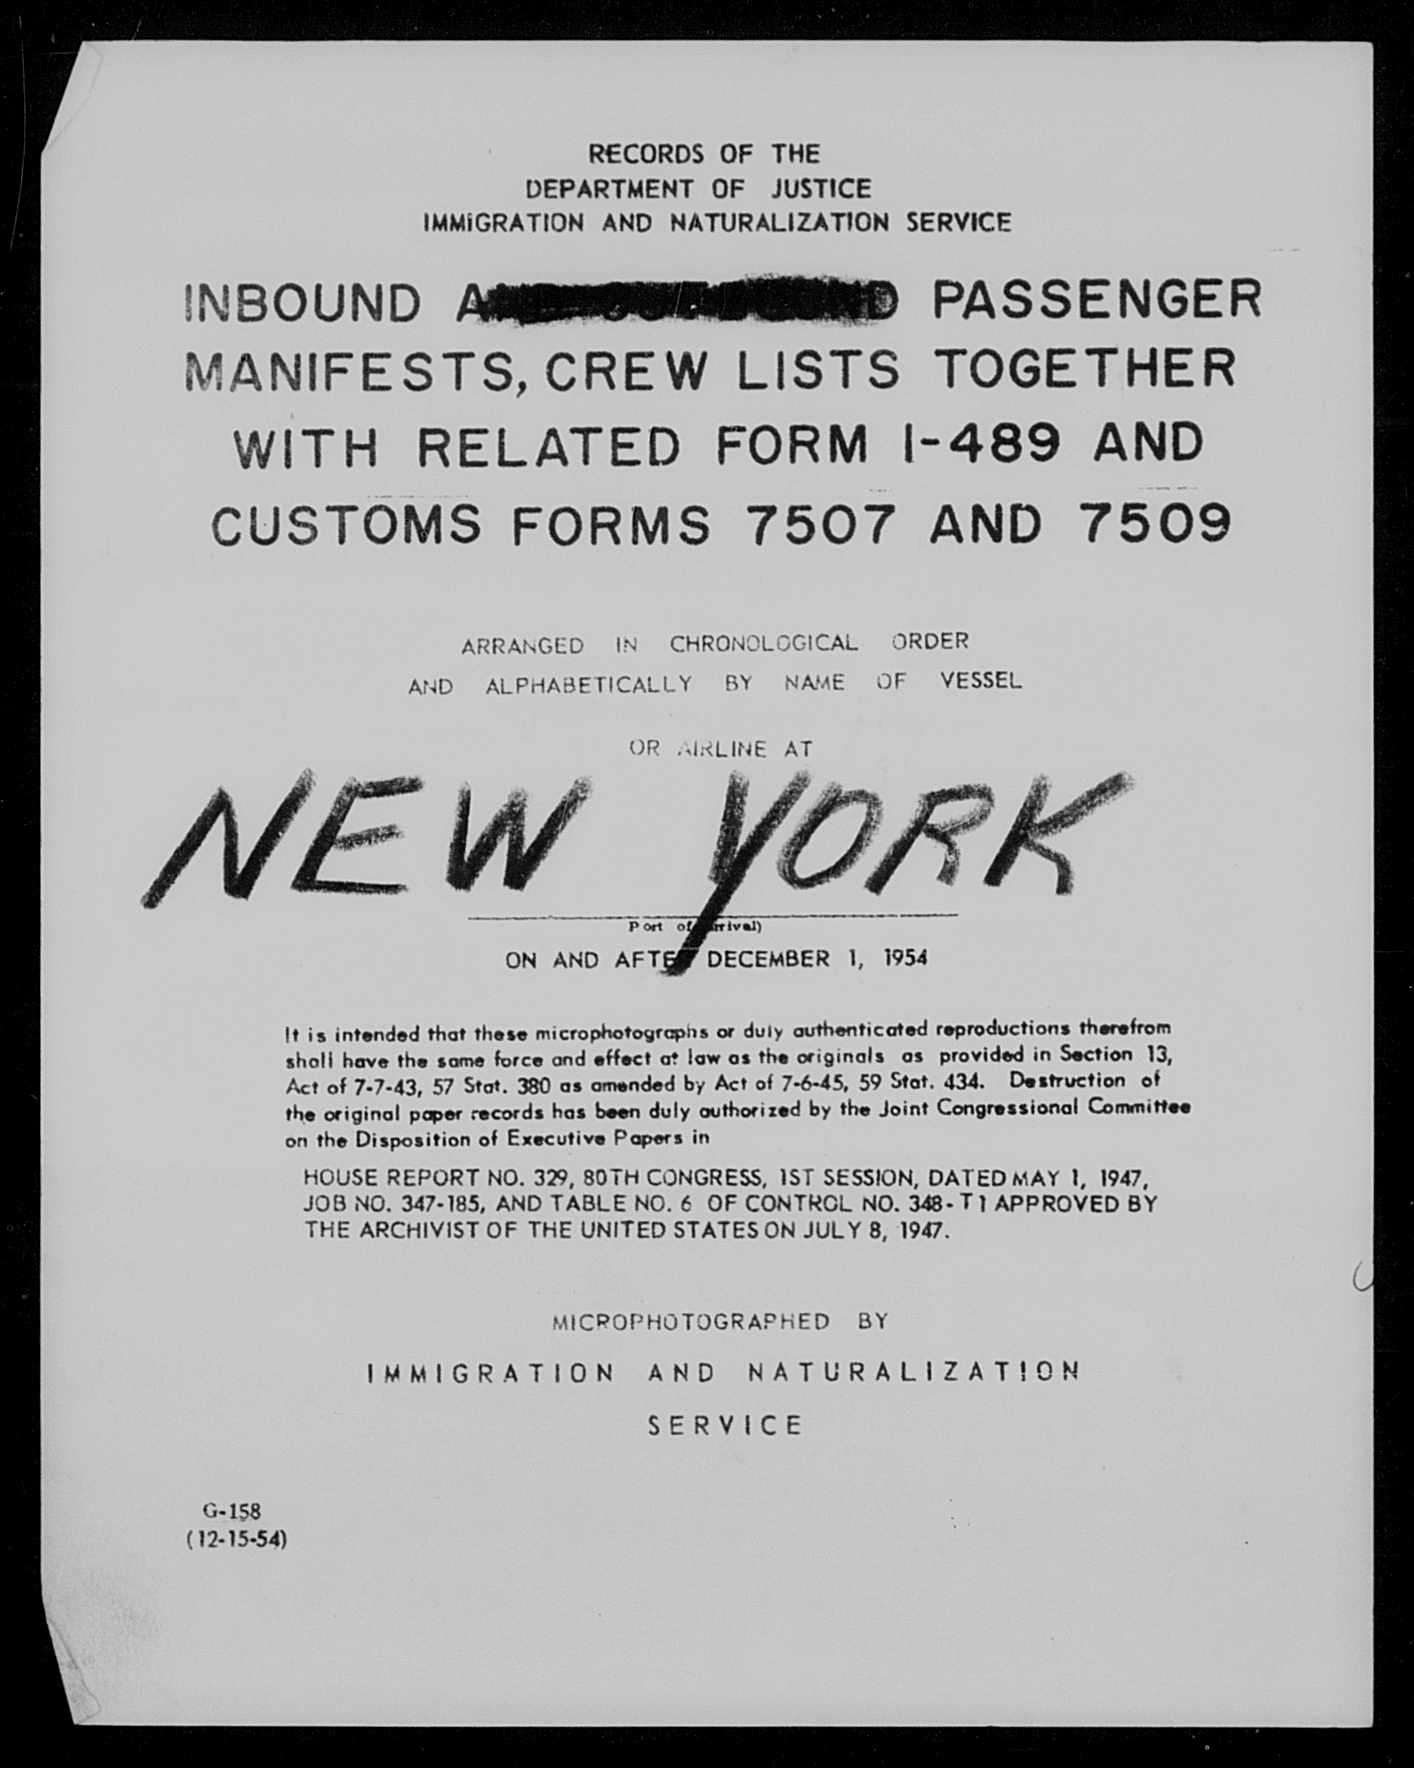 RECORDS OF THE
DEPARTMENT OF JUSTICE
IMMIGRATION AND NATURALIZATION SERVICE
INBOUND PASSENGER
MANIFESTS, CREW LISTS TOGETHER
WITH RELATED FORM I-489 AND
CUSTOMS FORMS 7507 AND 7509
ARRANGED IN CHRONOLOGICAL ORDER
AND ALPHABETICALLY BY NAME OF VESSEL
OR AIRLINE AT
NEW YORK
Port of Arrival)
ON AND AFTER DECEMBER 1, 1954
It is intended that these microphotographs or duly authenticated reproductions therefrom
shall have the same force and effect at law as the originals as provided in Section 13,
Act of 7-7-43, 57 Stat. 380 as amended by Act of 7-6-45, 59 Stat. 434. Destruction of
the original paper records has been duly authorized by the Joint Congressional Committee
on the Disposition of Executive Papers in
HOUSE REPORT NO. 329, 80TH CONGRESS, 1ST SESSION, DATED MAY 1, 1947,
JOB NO. 347-185, AND TABLE NO. 6 OF CONTROL NO. 348-T1 APPROVED BY
THE ARCHIVIST OF THE UNITED STATES ON JULY 8, 1947.
MICROPHOTOGRAPHED BY
IMMIGRATION AND NATURALIZATION
SERVICE
G-158
(12-15-54)